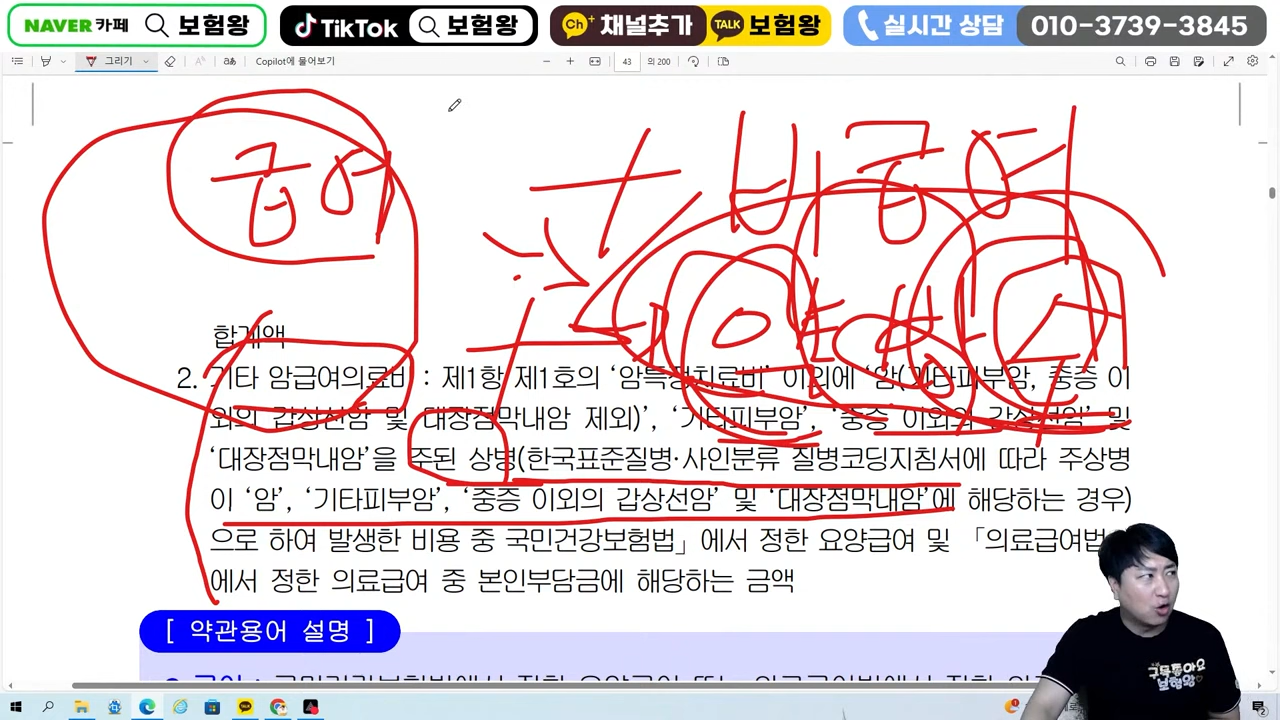 NAVER 카페 보험왕 TikTok 보험왕 Ch+ 채널추가 TALK 보험왕 실시간 상담 010-3739-3845
그리기 가ぁ Copilot에 물어보기 43 의 200
급여 비급여
합계액
2. 기타 암급여의료비 : 제1항 제1호의 '암특정치료비' 이외에 '암(기타피부암, 중증 이
외의 갑상선암 및 대장점막내암 제외)', '기타피부암', '중증 이외의 갑상선암' 및
'대장점막내암'을 주된 상병(한국표준질병·사인분류 질병코딩지침서에 따라 주상병
이 '암', '기타피부암', '중증 이외의 갑상선암' 및 '대장점막내암'에 해당하는 경우)
으로 하여 발생한 비용 중 국민건강보험법」에서 정한 요양급여 및 「의료급여법
에서 정한 의료급여 중 본인부담금에 해당하는 금액
[ 약관용어 설명 ]
구독좋아요
보험왕♡